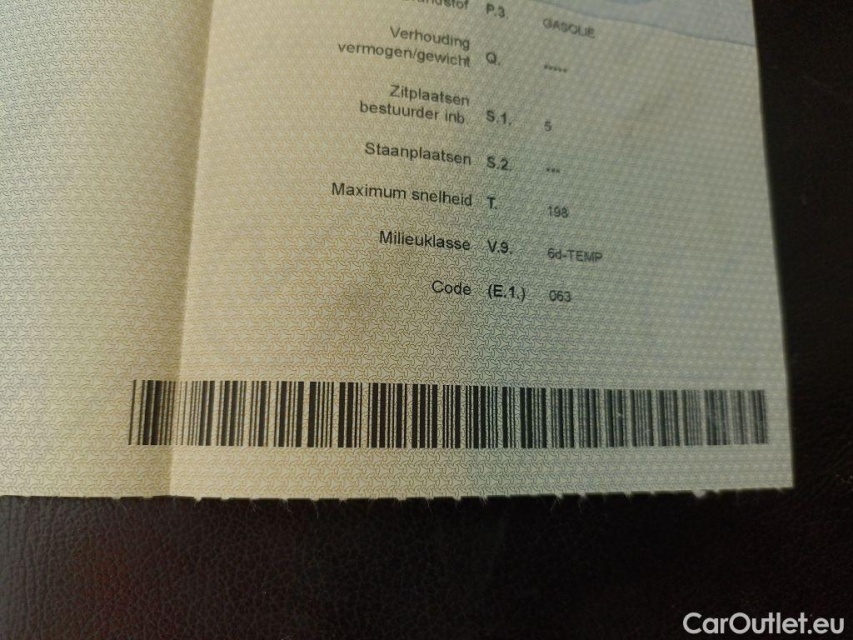 P.3 GASOLIE
Verhouding
vermogen/gewicht Q. *****
Zitplaatsen
bestuurder inb. S.1. 5
Staanplaatsen S.2. ***
Maximum snelheid T. 198
Milieuklasse V.9. 6d-TEMP
Code (E.1.) 063
CarOutlet.eu